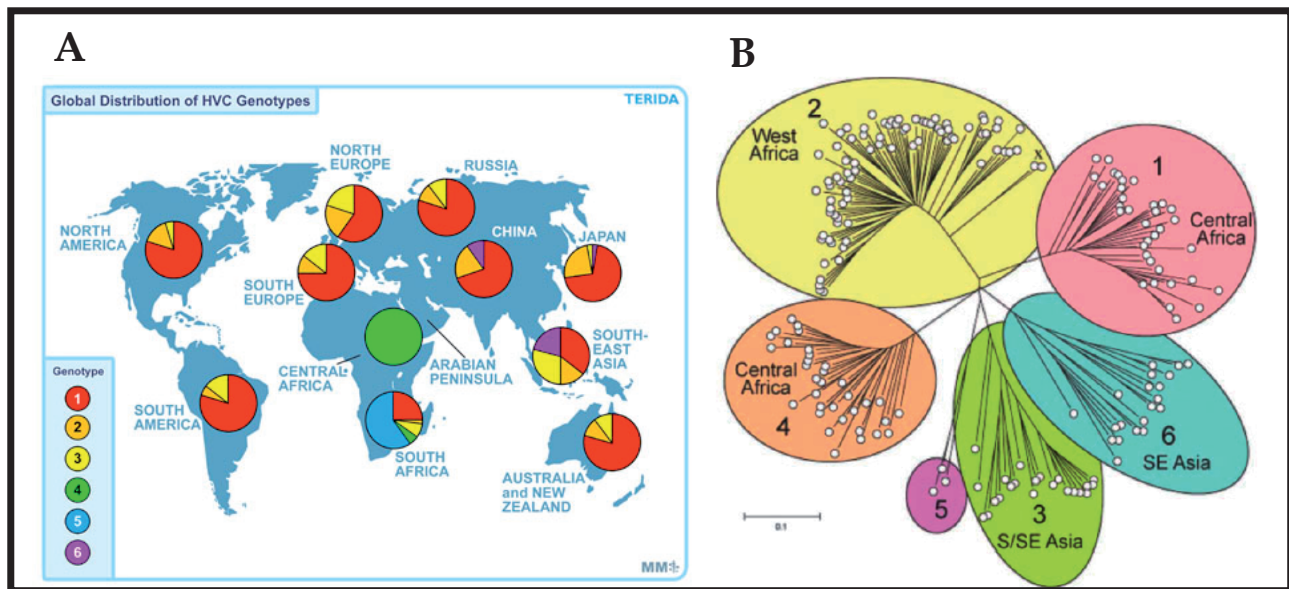 A
Global Distribution of HVC Genotypes
TERIDA
NORTH
EUROPE
RUSSIA
NORTH
AMERICA
CHINA
JAPAN
SOUTH
EUROPE
SOUTH-
EAST
ASIA
CENTRAL
AFRICA
ARABIAN
PENINSULA
SOUTH
AMERICA
SOUTH
AFRICA
AUSTRALIA
and NEW
ZEALAND
Genotype
1
2
3
4
5
6
MM
B
2
West
Africa
x
1
Central
Africa
Central
Africa
4
5
3
S/SE Asia
6
SE Asia
0.1